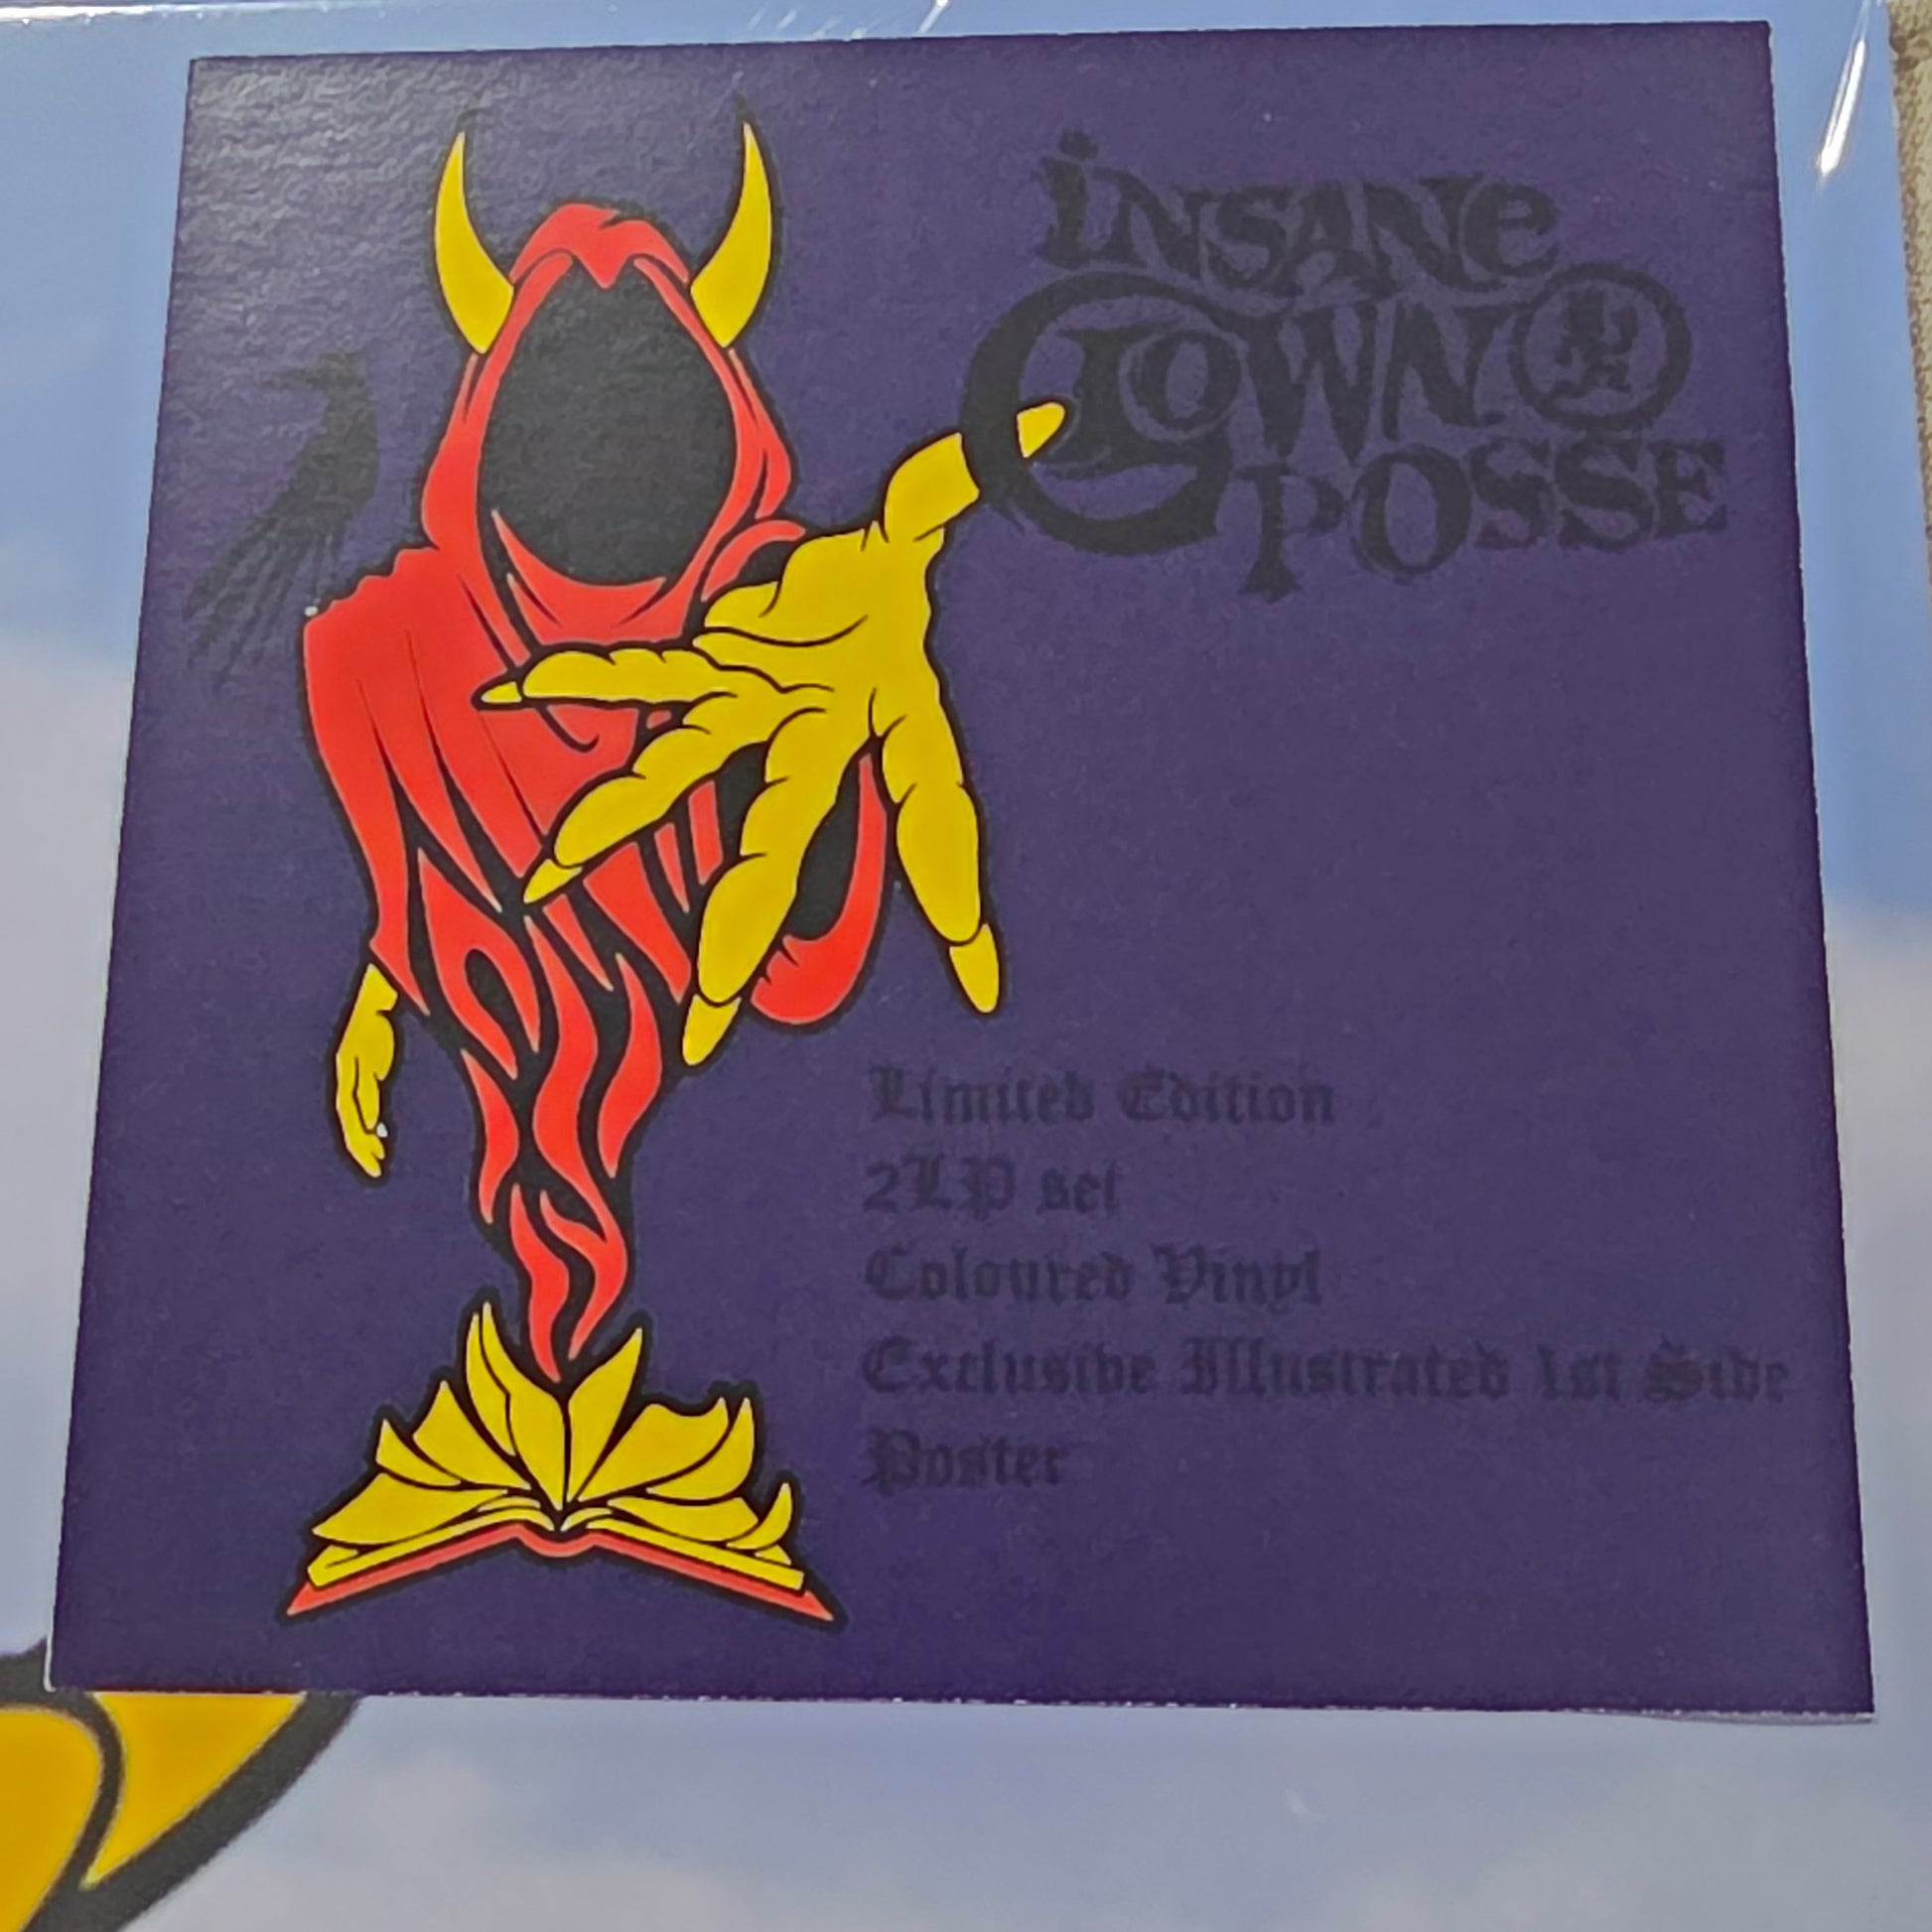 iNSANe
CLOWN
POSSE
Limited Edition
2LP set
Coloured Vinyl
Exclusive Illustrated 1st Side
Poster